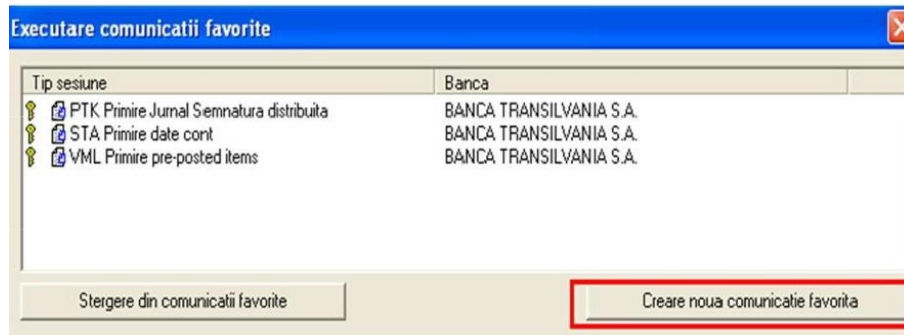 Executare comunicatii favorite
Tip sesiune Banca
PTK Primire Jurnal Semnatura distribuita BANCA TRANSILVANIA S.A.
STA Primire date cont BANCA TRANSILVANIA S.A.
VML Primire pre-posted items BANCA TRANSILVANIA S.A.
Stergere din comunicatii favorite Creare noua comunicatie favorita